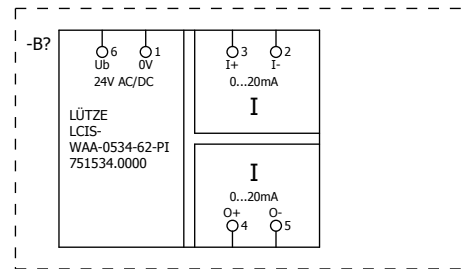 -B?
6 1
Ub 0V
24V AC/DC
LÜTZE
LCIS-
WAA-0534-62-PI
751534.0000
3 2
I+ I-
0...20mA
I
I
0...20mA
O+ O-
4 5